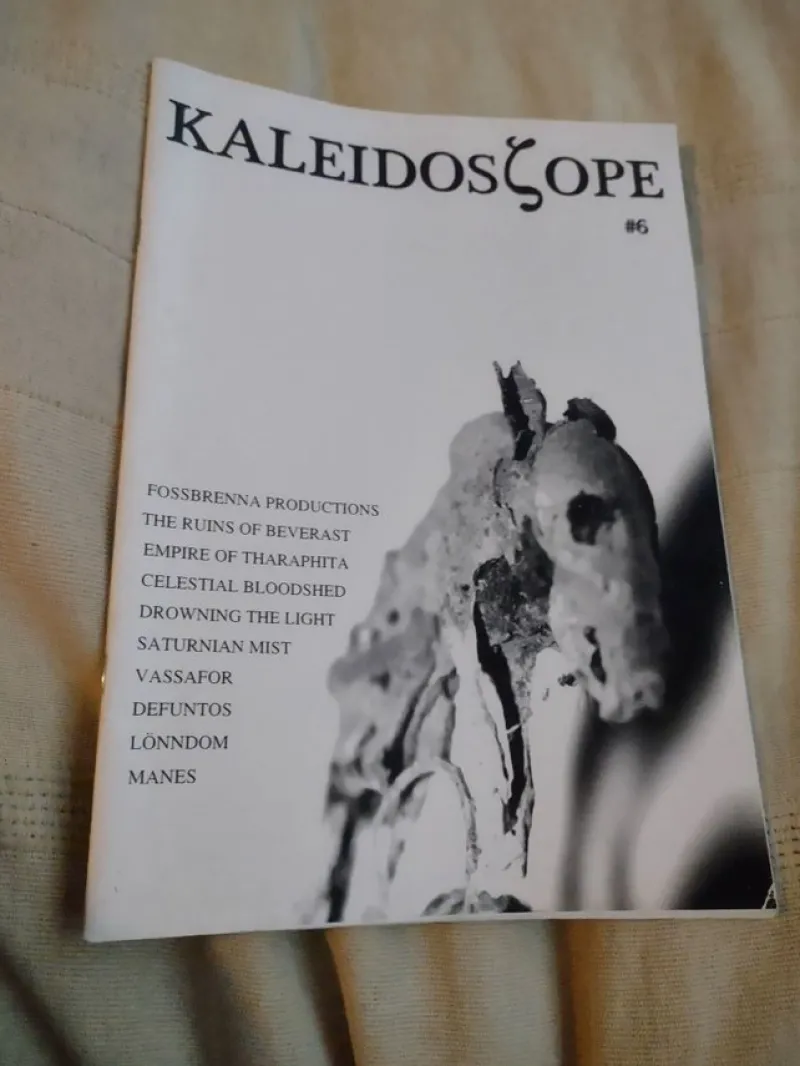 KALEIDOSζOPE
#6
FOSSBRENNA PRODUCTIONS
THE RUINS OF BEVERAST
EMPIRE OF THARAPHITA
CELESTIAL BLOODSHED
DROWNING THE LIGHT
SATURNIAN MIST
VASSAFOR
DEFUNTOS
LÖNNDOM
MANES